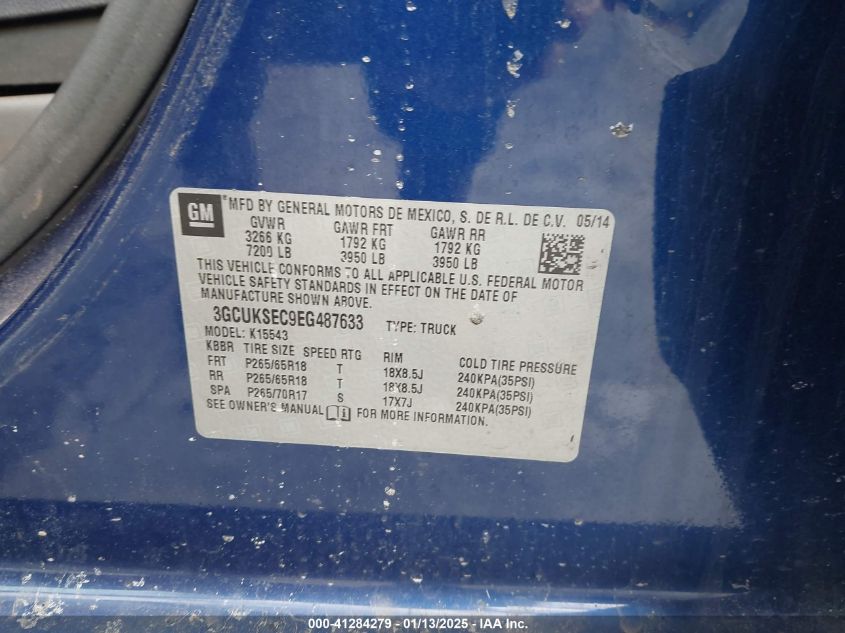 GM
*MFD BY GENERAL MOTORS DE MEXICO, S. DE R.L. DE C.V. 05/14
GVWR GAWR FRT GAWR RR
3266 KG 1792 KG 1792 KG
7200 LB 3950 LB 3950 LB
THIS VEHICLE CONFORMS TO ALL APPLICABLE U.S. FEDERAL MOTOR
VEHICLE SAFETY STANDARDS IN EFFECT ON THE DATE OF
MANUFACTURE SHOWN ABOVE.
3GCUKSEC9EG487633 TYPE: TRUCK
MODEL: K15543
KBBR TIRE SIZE SPEED RTG RIM COLD TIRE PRESSURE
FRT P265/65R18 T 18X8.5J 240KPA(35PSI)
RR P265/65R18 T 18X8.5J 240KPA(35PSI)
SPA P265/70R17 S 17X7J 240KPA(35PSI)
SEE OWNER'S MANUAL FOR MORE INFORMATION.
000-41284279 - 01/13/2025 - IAA Inc.